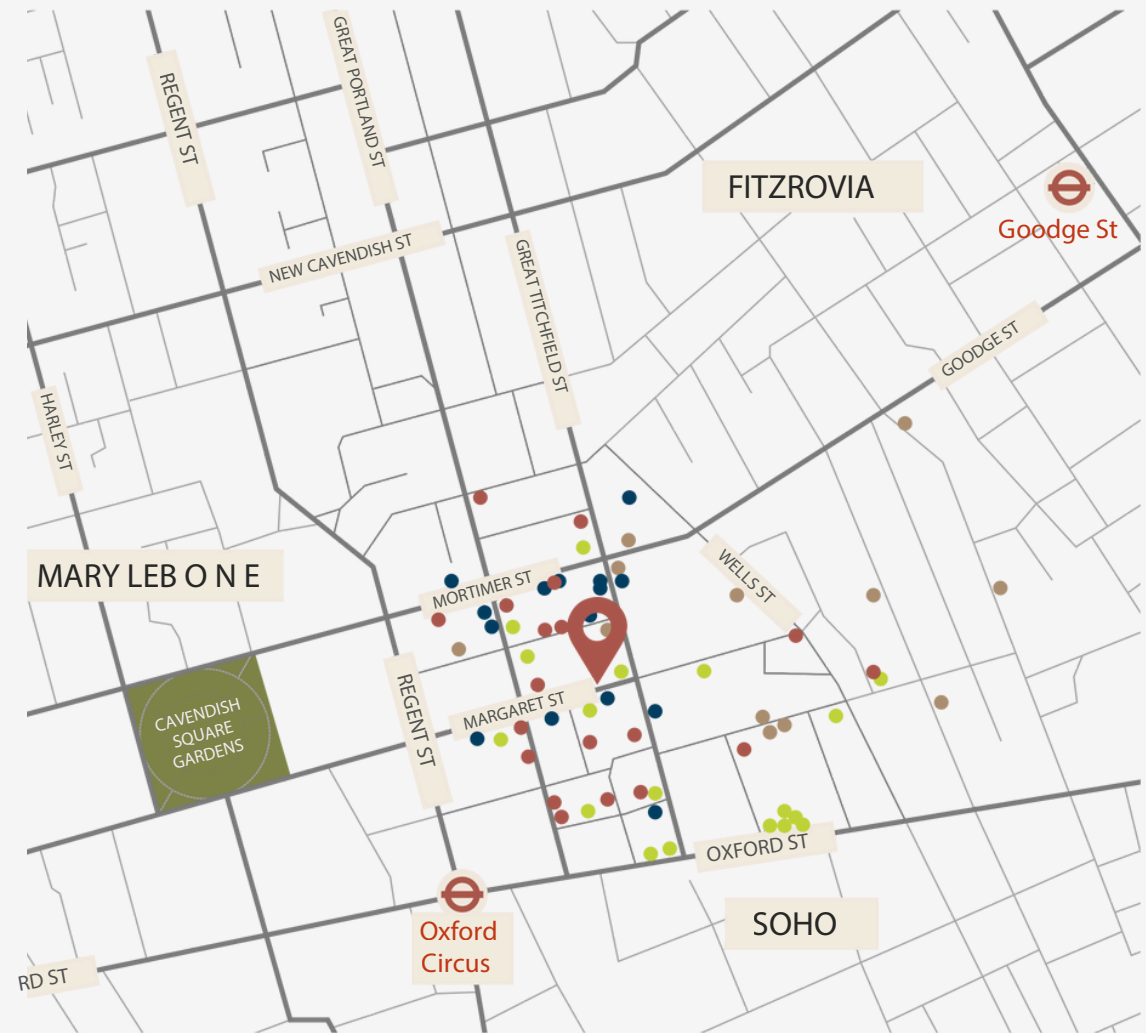 REGENT ST
GREAT PORTLAND ST
FITZROVIA
Goodge St
NEW CAVENDISH ST
GREAT TITCHFIELD ST
GOODGE ST
HARLEY ST
MARY LEB O N E
MORTIMER ST
WELLS ST
CAVENDISH
SQUARE
GARDENS
REGENT ST
MARGARET ST
OXFORD ST
SOHO
Oxford
Circus
RD ST